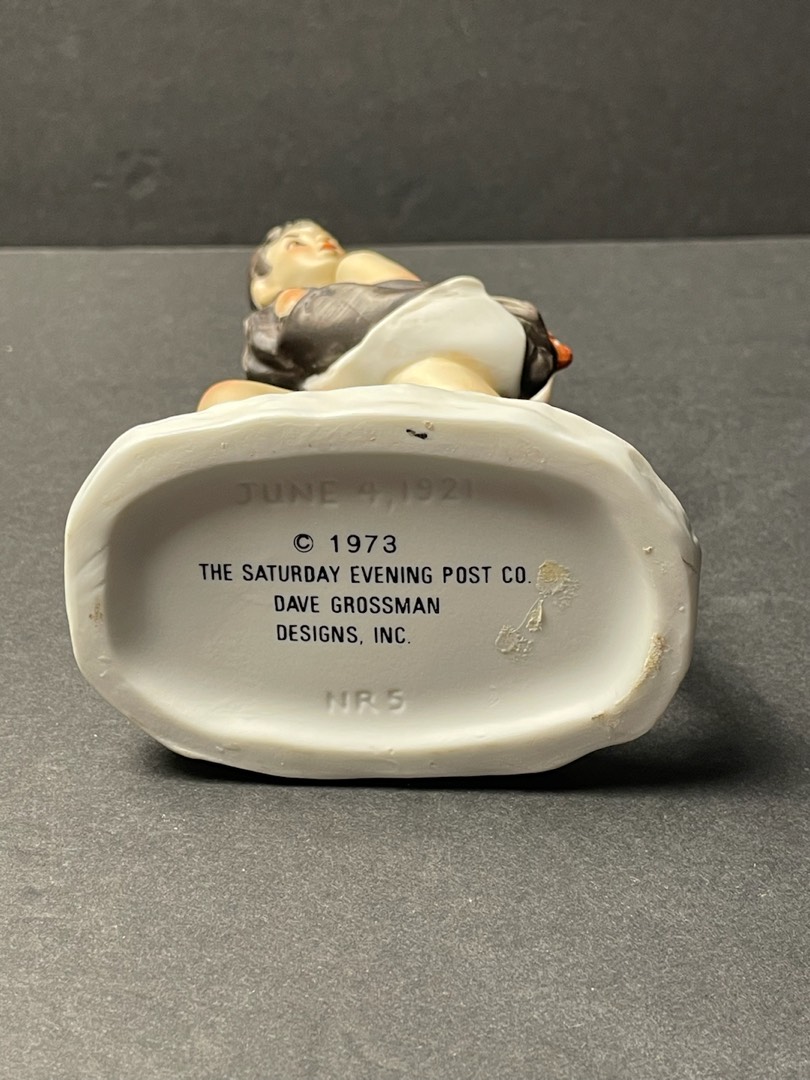 JUNE 4, 1921
© 1973
THE SATURDAY EVENING POST CO.
DAVE GROSSMAN
DESIGNS, INC.
NR5